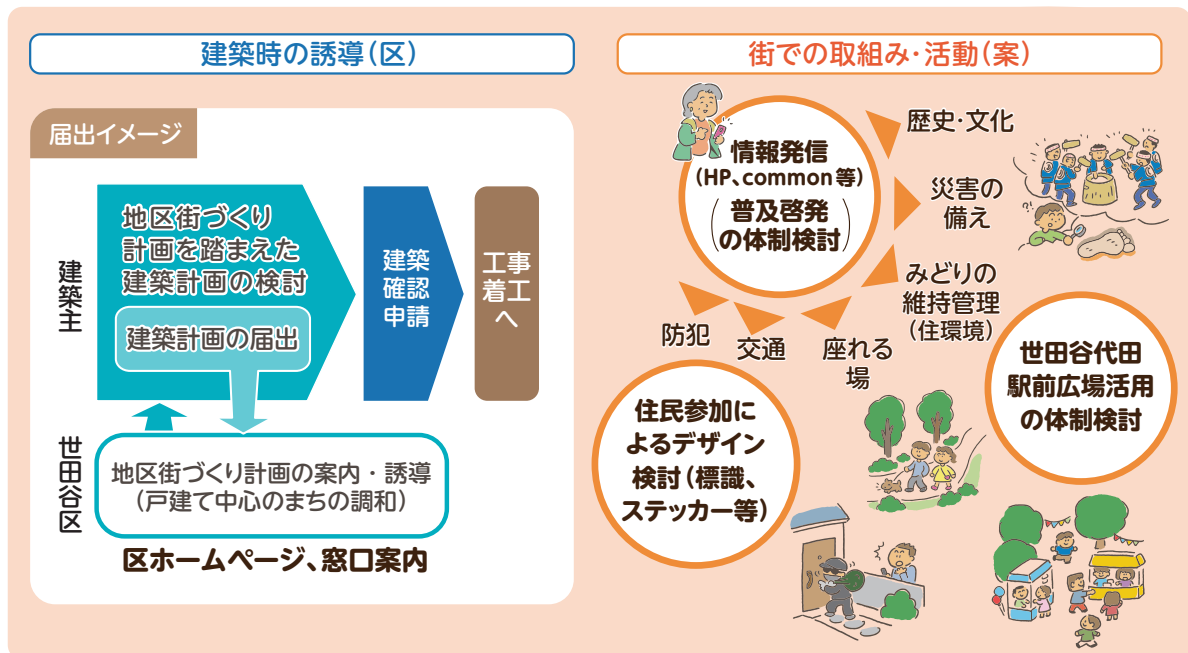 建築時の誘導(区)
届出イメージ
建築主
地区街づくり
計画を踏まえた
建築計画の検討
建築計画の届出
建築
確認
申請
工事
着工
へ
世田谷区
地区街づくり計画の案内・誘導
(戸建て中心のまちの調和)
区ホームページ、窓口案内
街での取組み・活動(案)
情報発信
(HP、common等)
(普及啓発
の体制検討)
歴史・文化
災害の
備え
みどりの
維持管理
(住環境)
防犯
交通
座れる
場
住民参加に
よるデザイン
検討(標識、
ステッカー等)
世田谷代田
駅前広場活用
の体制検討
?!